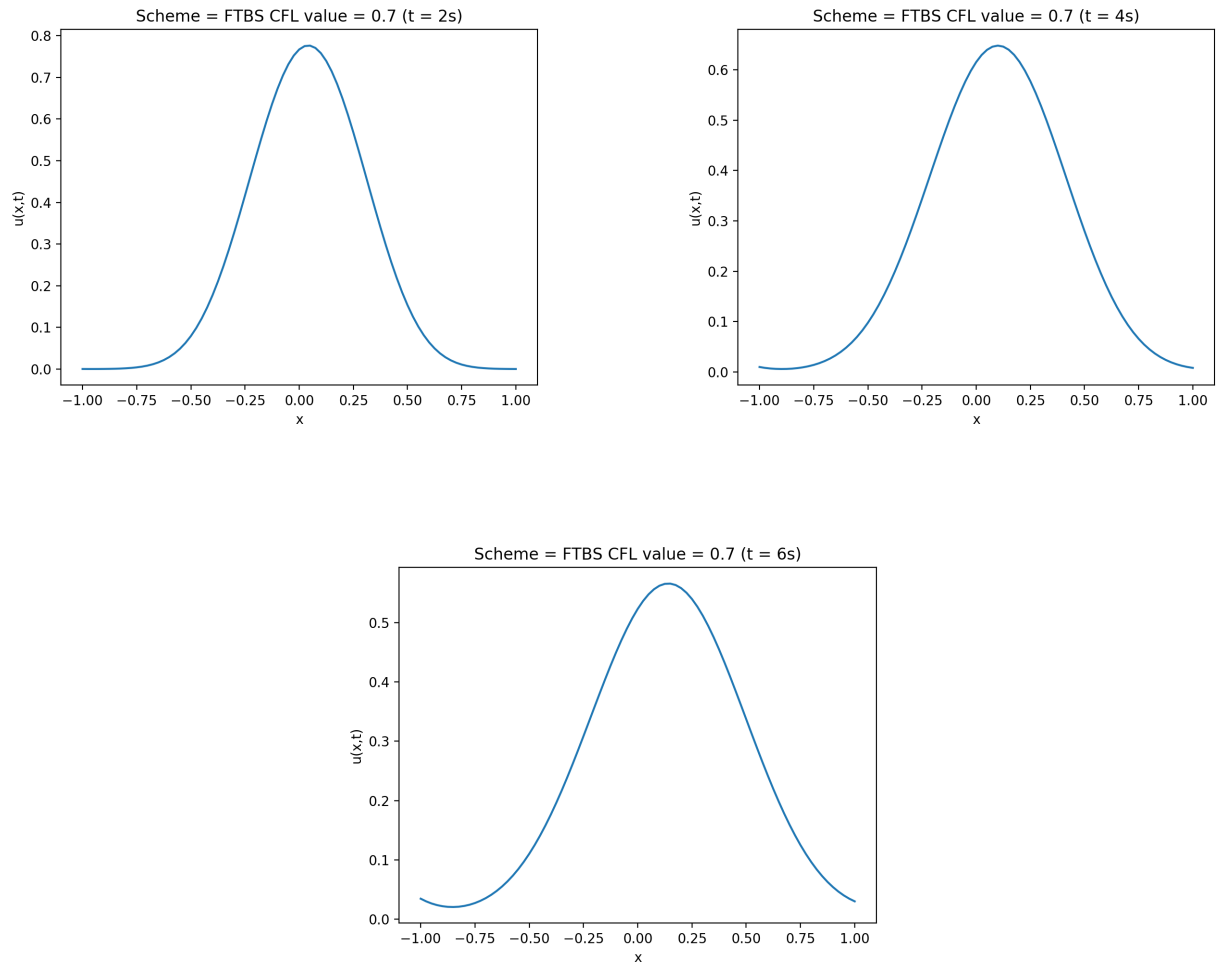 Scheme = FTBS CFL value = 0.7 (t = 2s)
0.8
0.7
0.6
0.5
0.4
0.3
0.2
0.1
0.0
u(x,t)
−1.00 −0.75 −0.50 −0.25 0.00 0.25 0.50 0.75 1.00
x
Scheme = FTBS CFL value = 0.7 (t = 4s)
0.6
0.5
0.4
0.3
0.2
0.1
0.0
u(x,t)
−1.00 −0.75 −0.50 −0.25 0.00 0.25 0.50 0.75 1.00
x
Scheme = FTBS CFL value = 0.7 (t = 6s)
0.5
0.4
0.3
0.2
0.1
0.0
u(x,t)
−1.00 −0.75 −0.50 −0.25 0.00 0.25 0.50 0.75 1.00
x